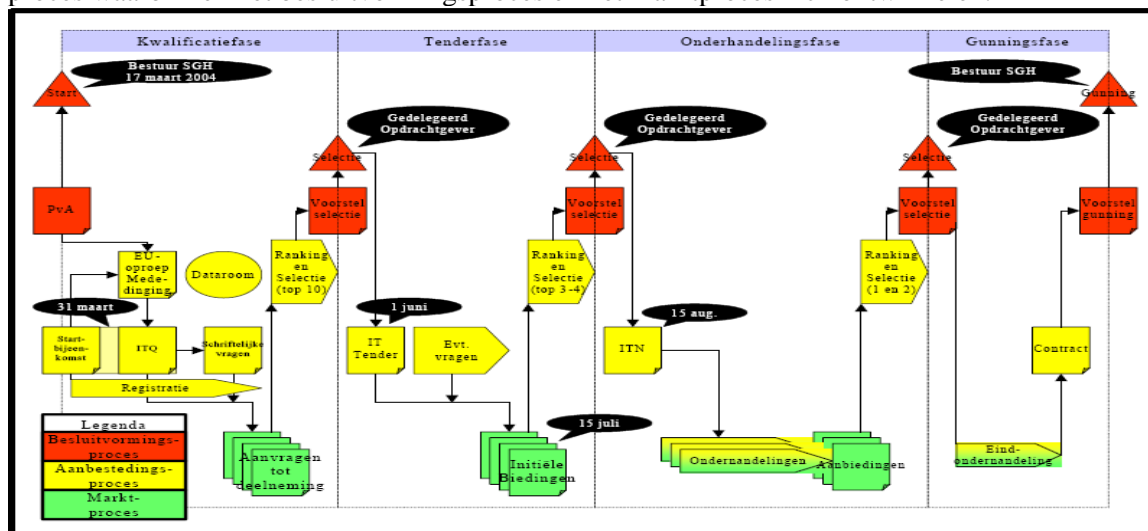 Kwalificatiefase
Tenderfase
Onderhandelingsfase
Gunningsfase
Bestuur SGH
17 maart 2004
Start
Bestuur SGH
Gunning
Gedelegeerd
Opdrachtgever
Selectie
Gedelegeerd
Opdrachtgever
Selectie
Gedelegeerd
Opdrachtgever
Selectie
PvA
Voorstel
selectie
Voorstel
selectie
Voorstel
selectie
Voorstel
gunning
EU-
oproep
Mede-
dinging
Dataroom
Ranking
en
Selectie
(top 10)
Ranking
en
Selectie
(top 3-4)
Ranking
en
Selectie
(1 en 2)
31 maart
1 juni
15 aug.
Start-
bijeen-
komst
ITQ
Schriftelijke
vragen
IT
Tender
Evt.
vragen
ITN
Contract
Registratie
Legenda
Besluitvormings-
proces
Aanbestedings-
proces
Markt-
proces
Aanvragen
tot
deelneming
15 juli
Initiële
Biedingen
Onderhandelingen
Aanbiedingen
Eind-
onderhandeling